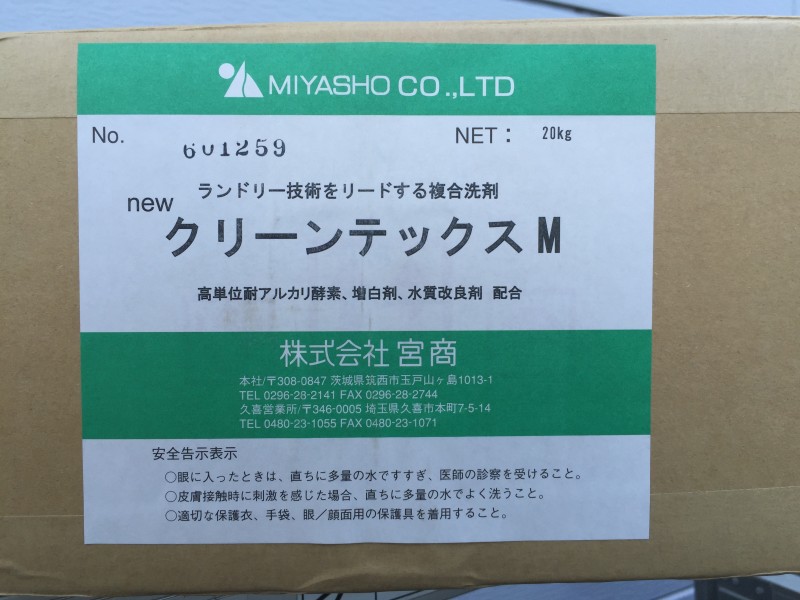 MIYASHO CO.,LTD
No. 601259 NET： 20kg
ランドリー技術をリードする複合洗剤
new クリーンテックスM
高単位耐アルカリ酵素、増白剤、水質改良剤 配合
株式会社 宮商
本社/〒308-0847 茨城県筑西市玉戸山ヶ島1013-1
TEL 0296-28-2141 FAX 0296-28-2744
久喜営業所/〒346-0005 埼玉県久喜市本町7-5-14
TEL 0480-23-1055 FAX 0480-23-1071
安全告示表示
○眼に入ったときは、直ちに多量の水ですすぎ、医師の診察を受けること。
○皮膚接触時に刺激を感じた場合、直ちに多量の水でよく洗うこと。
○適切な保護衣、手袋、眼／顔面用の保護具を着用すること。